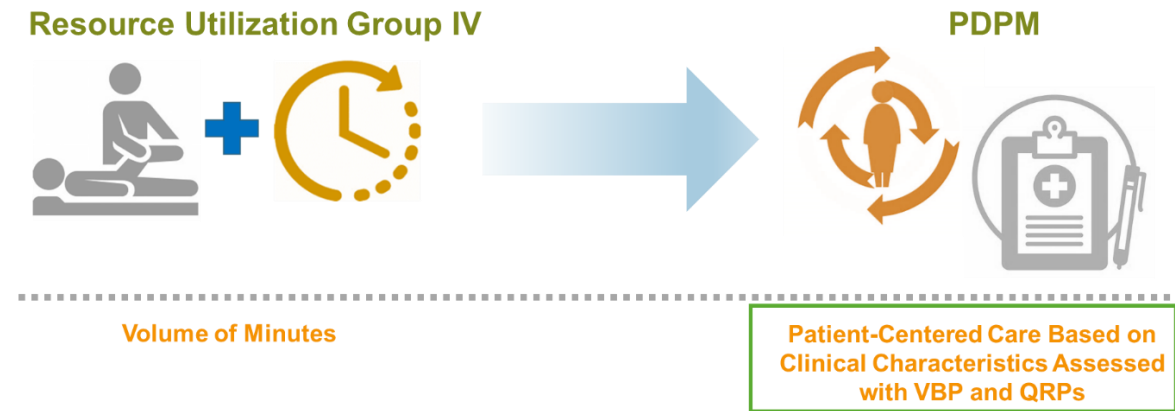 Resource Utilization Group IV
PDPM
Volume of Minutes
Patient-Centered Care Based on
Clinical Characteristics Assessed
with VBP and QRPs